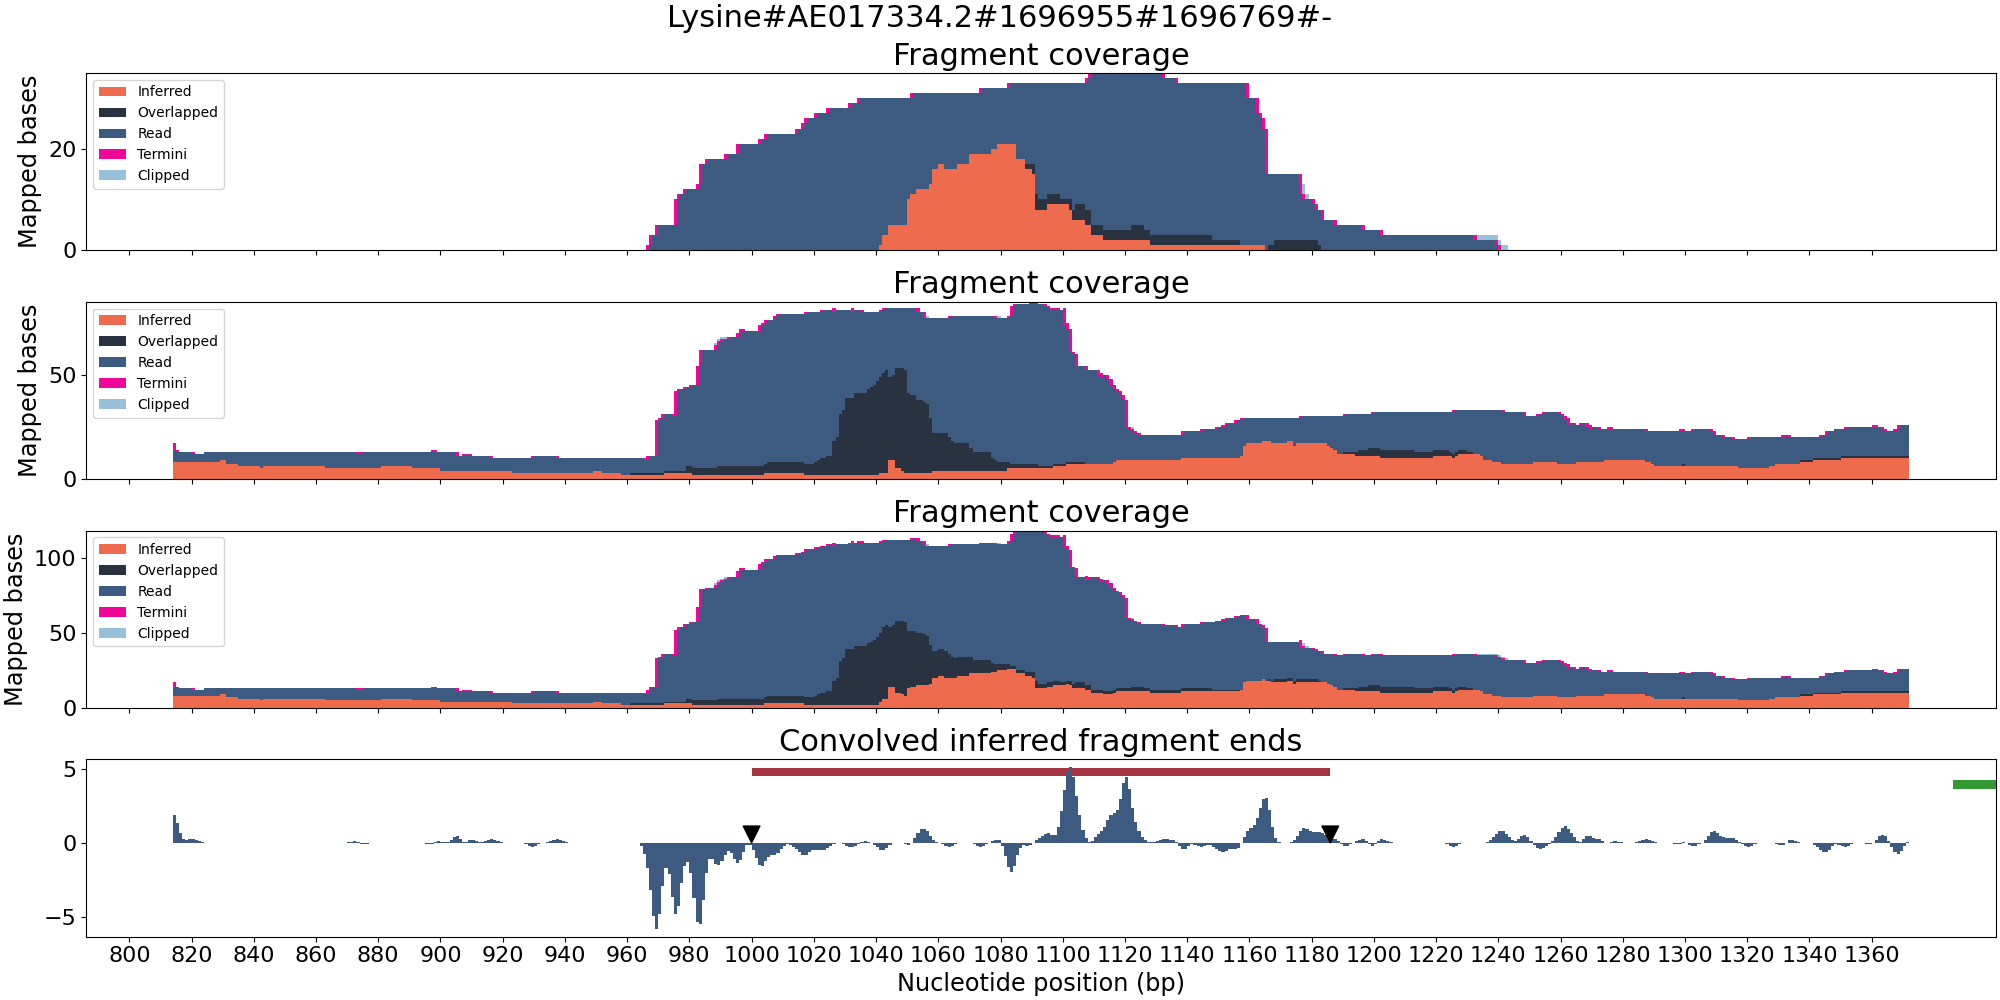 Lysine#AE017334.2#1696955#1696769#-
Fragment coverage
Mapped bases
20
0
Inferred
Overlapped
Read
Termini
Clipped
Fragment coverage
Mapped bases
50
0
Inferred
Overlapped
Read
Termini
Clipped
Fragment coverage
Mapped bases
100
50
0
Inferred
Overlapped
Read
Termini
Clipped
Convolved inferred fragment ends
5
0
−5
800 820 840 860 880 900 920 940 960 980 1000 1020 1040 1060 1080 1100 1120 1140 1160 1180 1200 1220 1240 1260 1280 1300 1320 1340 1360
Nucleotide position (bp)